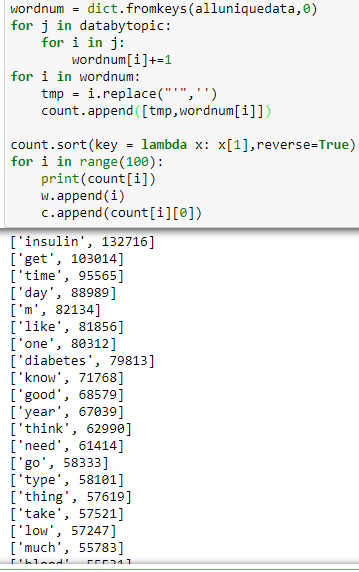 wordnum = dict.fromkeys(alluniquedata,0)
for j in databytopic:
    for i in j:
        wordnum[i]+=1
for i in wordnum:
    tmp = i.replace("'",'')
    count.append([tmp,wordnum[i]])
count.sort(key = lambda x: x[1],reverse=True)
for i in range(100):
    print(count[i])
    w.append(i)
    c.append(count[i][0])
['insulin', 132716]
['get', 103014]
['time', 95565]
['day', 88989]
['m', 82134]
['like', 81856]
['one', 80312]
['diabetes', 79813]
['know', 71768]
['good', 68579]
['year', 67039]
['think', 62990]
['need', 61414]
['go', 58333]
['type', 58101]
['thing', 57619]
['take', 57521]
['low', 57247]
['much', 55783]